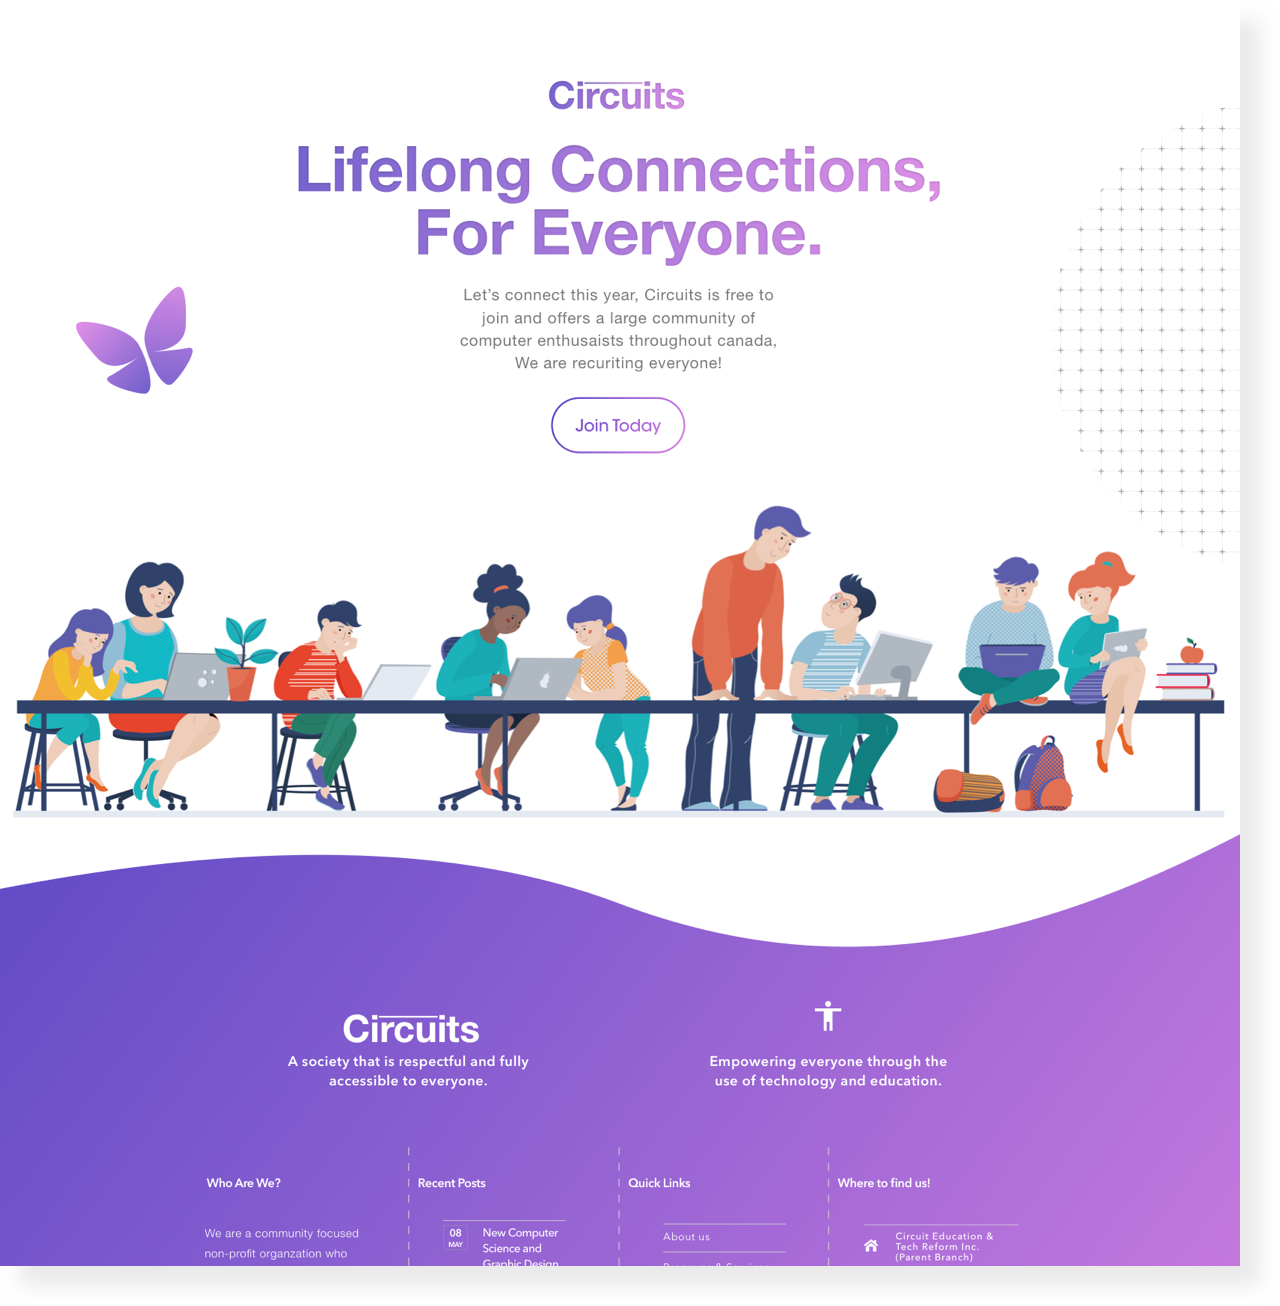 Circuits
Lifelong Connections,
For Everyone.
Let’s connect this year, Circuits is free to
join and offers a large community of
computer enthusaists throughout canada,
We are recuriting everyone!
Join Today
Circuits
A society that is respectful and fully
accessible to everyone.
Empowering everyone through the
use of technology and education.
Who Are We?
We are a community focused
non-profit organzation who
Recent Posts
08
MAY
New Computer
Science and
Graphic Design
Quick Links
About us
Where to find us!
Circuit Education &
Tech Reform Inc.
(Parent Branch)